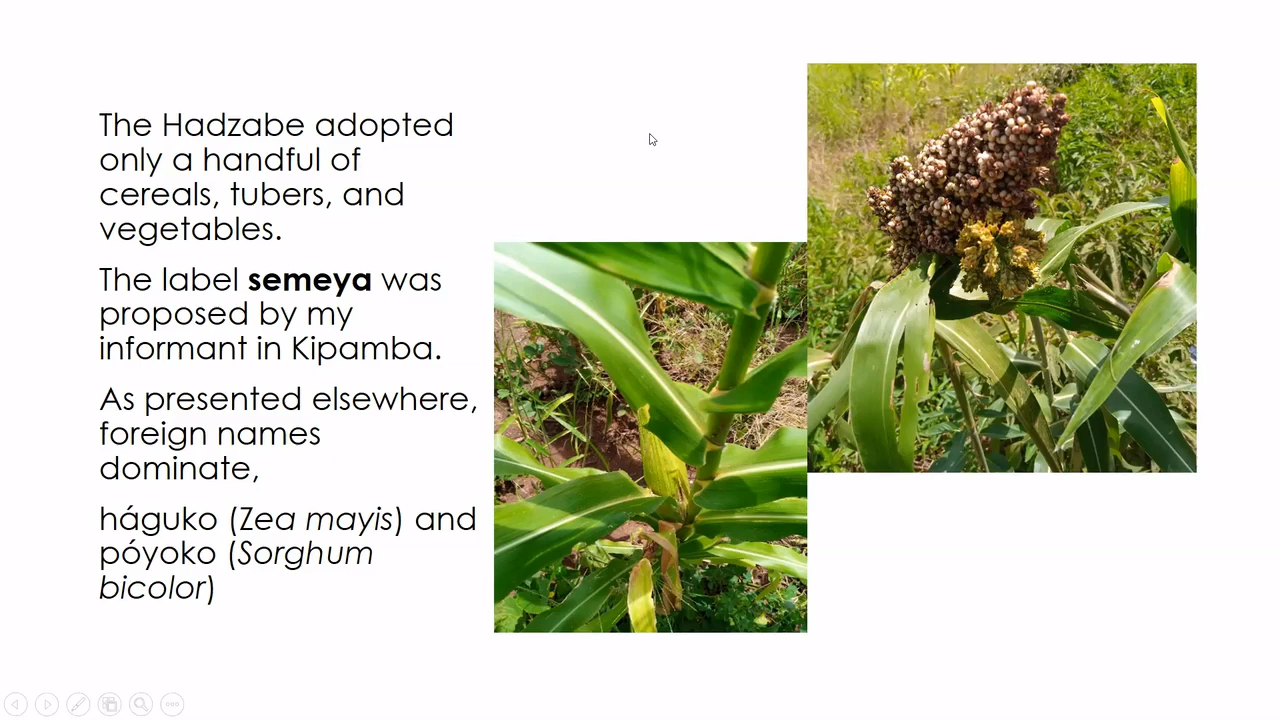 The Hadzabe adopted
only a handful of
cereals, tubers, and
vegetables.
The label semeya was
proposed by my
informant in Kipamba.
As presented elsewhere,
foreign names
dominate,
háguko (Zea mayis) and
póyoko (Sorghum
bicolor)